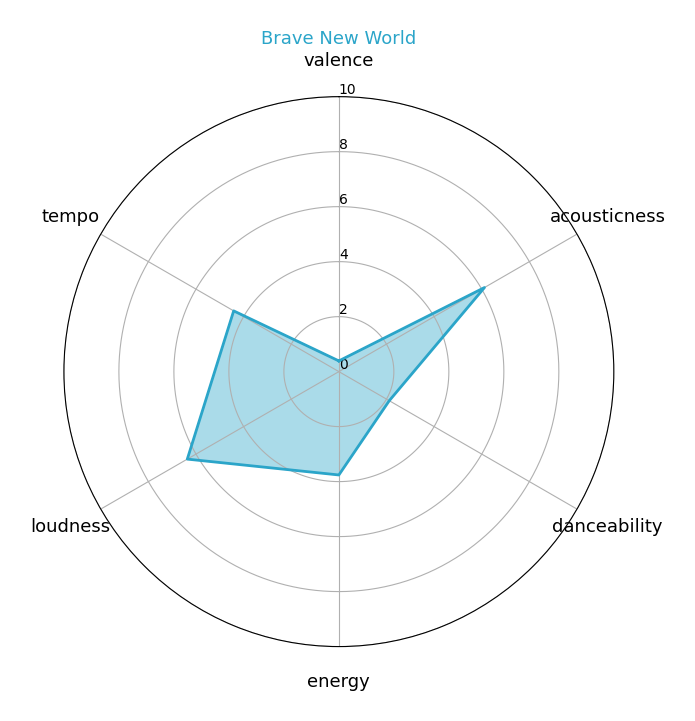 Brave New World
valence
10
8
6
4
2
0
tempo
acousticness
loudness
danceability
energy